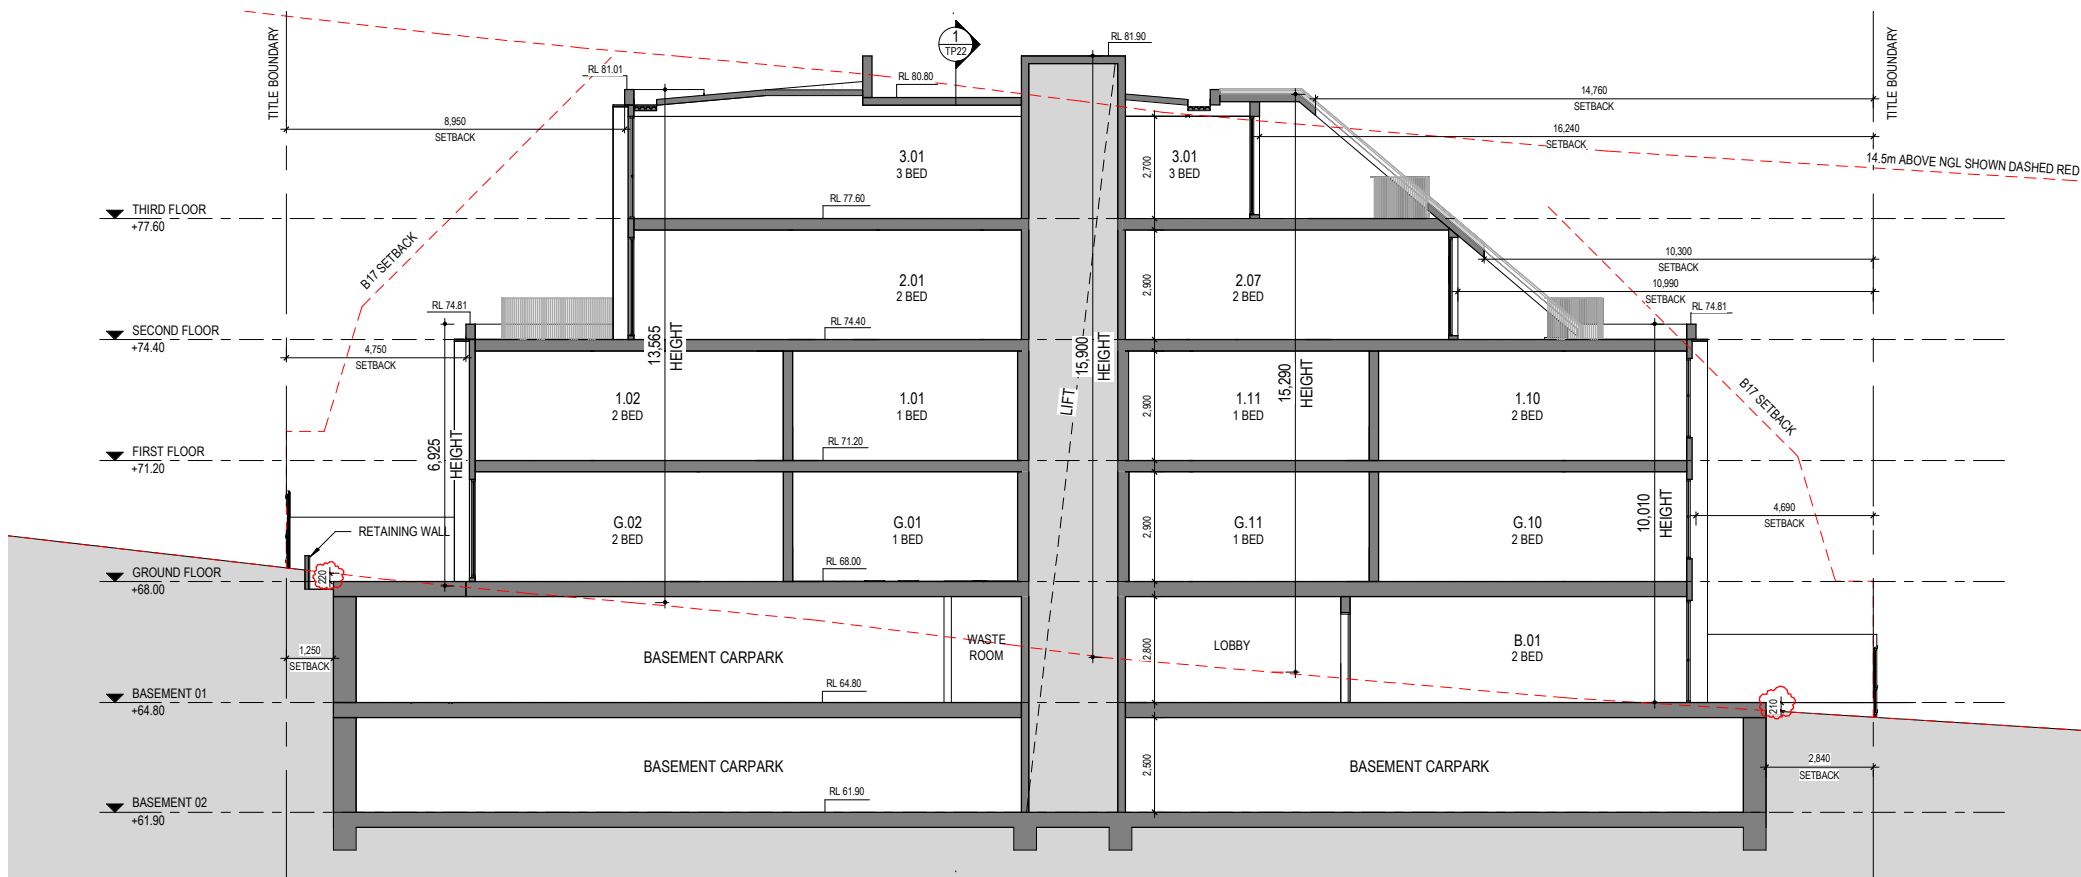 TITLE BOUNDARY
TITLE BOUNDARY
1
TP22
RL 81.90
RL 81.01
RL 80.80
14,760
SETBACK
8,950
SETBACK
16,240
SETBACK
14.5m ABOVE NGL SHOWN DASHED RED
3.01
3 BED
2,700
3.01
3 BED
THIRD FLOOR
+77.60
RL 77.60
B17 SETBACK
10,300
SETBACK
2.01
2 BED
2,900
2.07
2 BED
10,990
SETBACK
RL 74.81
RL 74.81
SECOND FLOOR
+74.40
RL 74.40
13,565
HEIGHT
15,900
HEIGHT
15,290
HEIGHT
4,750
SETBACK
LIFT
B17 SETBACK
1.02
2 BED
1.01
1 BED
2,900
1.11
1 BED
1.10
2 BED
FIRST FLOOR
+71.20
RL 71.20
6,925
HEIGHT
10,010
HEIGHT
4,690
SETBACK
RETAINING WALL
G.02
2 BED
G.01
1 BED
2,900
G.11
1 BED
G.10
2 BED
GROUND FLOOR
+68.00
220
RL 68.00
1,250
SETBACK
BASEMENT CARPARK
WASTE
ROOM
2,800
LOBBY
B.01
2 BED
BASEMENT 01
+64.80
RL 64.80
210
BASEMENT CARPARK
2,500
BASEMENT CARPARK
2,840
SETBACK
BASEMENT 02
+61.90
RL 61.90